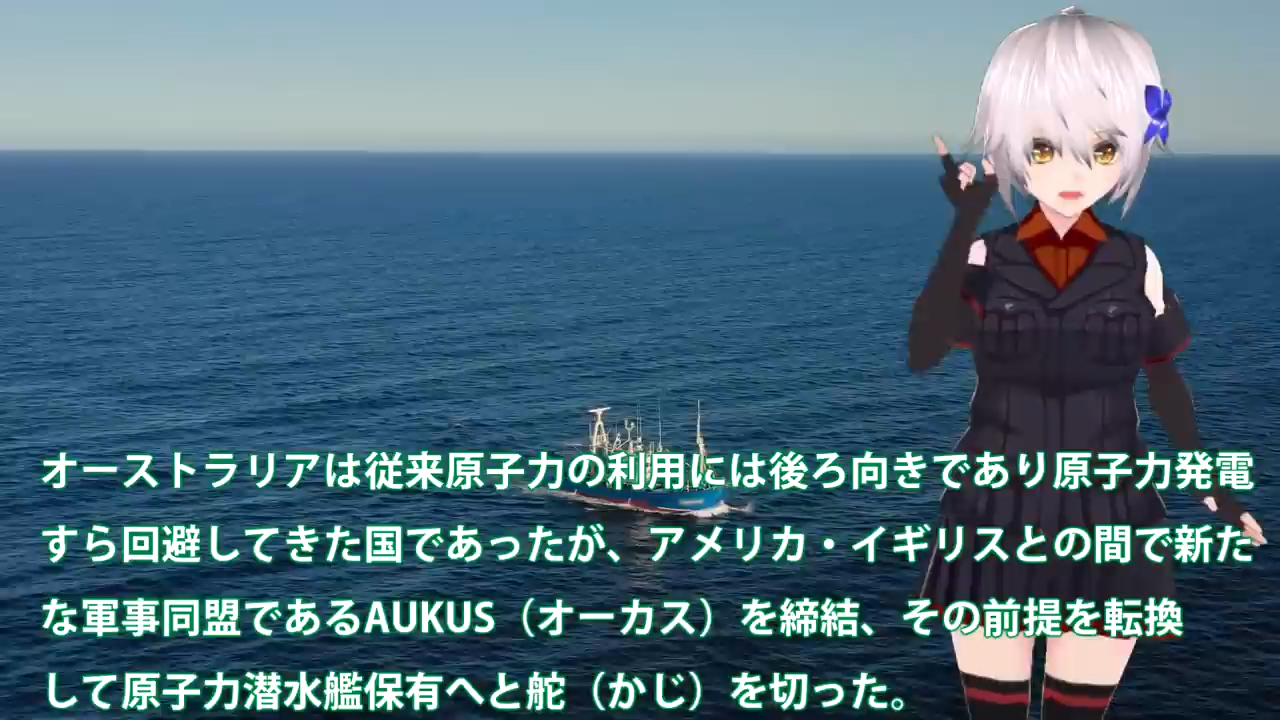 オーストラリアは従来原子力の利用には後ろ向きであり原子力発電
すら回避してきた国であったが、アメリカ・イギリスとの間で新た
な軍事同盟であるAUKUS（オーカス）を締結、その前提を転換
して原子力潜水艦保有へと舵（かじ）を切った。